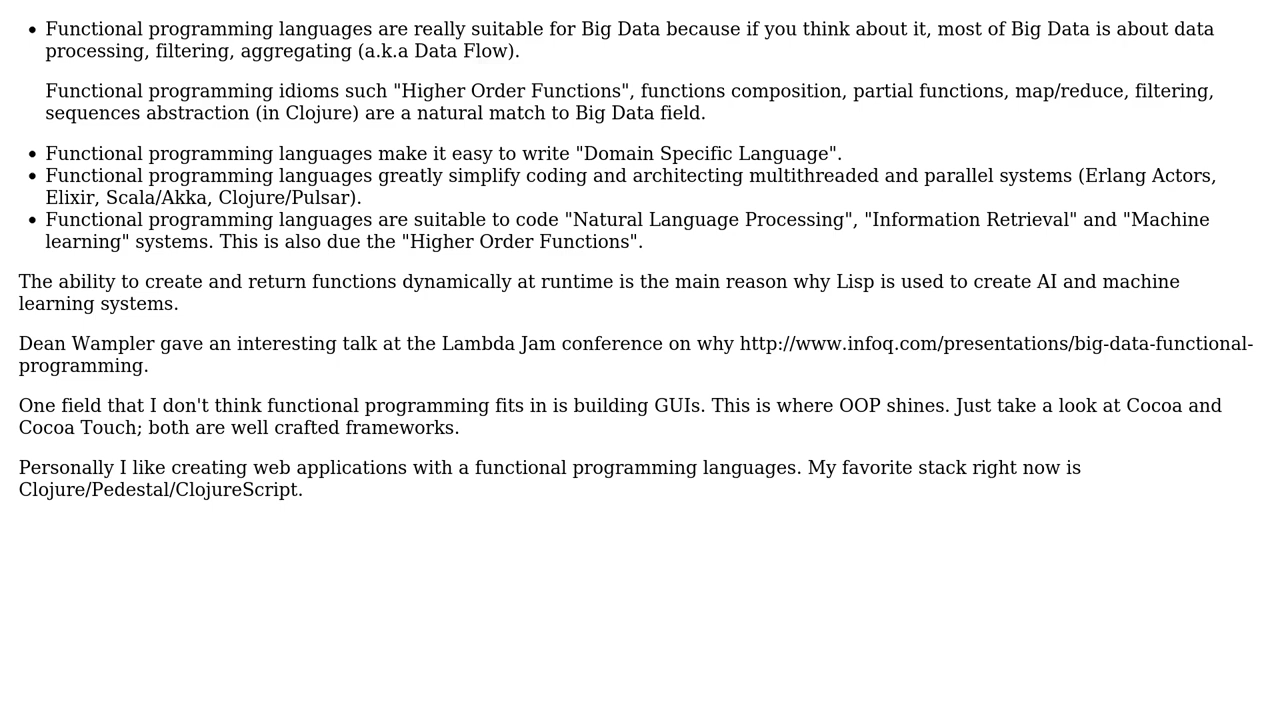 Functional programming languages are really suitable for Big Data because if you think about it, most of Big Data is about data
processing, filtering, aggregating (a.k.a Data Flow).
Functional programming idioms such "Higher Order Functions", functions composition, partial functions, map/reduce, filtering,
sequences abstraction (in Clojure) are a natural match to Big Data field.
Functional programming languages make it easy to write "Domain Specific Language".
Functional programming languages greatly simplify coding and architecting multithreaded and parallel systems (Erlang Actors,
Elixir, Scala/Akka, Clojure/Pulsar).
Functional programming languages are suitable to code "Natural Language Processing", "Information Retrieval" and "Machine
learning" systems. This is also due the "Higher Order Functions".
The ability to create and return functions dynamically at runtime is the main reason why Lisp is used to create AI and machine
learning systems.
Dean Wampler gave an interesting talk at the Lambda Jam conference on why http://www.infoq.com/presentations/big-data-functional-
programming.
One field that I don't think functional programming fits in is building GUIs. This is where OOP shines. Just take a look at Cocoa and
Cocoa Touch; both are well crafted frameworks.
Personally I like creating web applications with a functional programming languages. My favorite stack right now is
Clojure/Pedestal/ClojureScript.